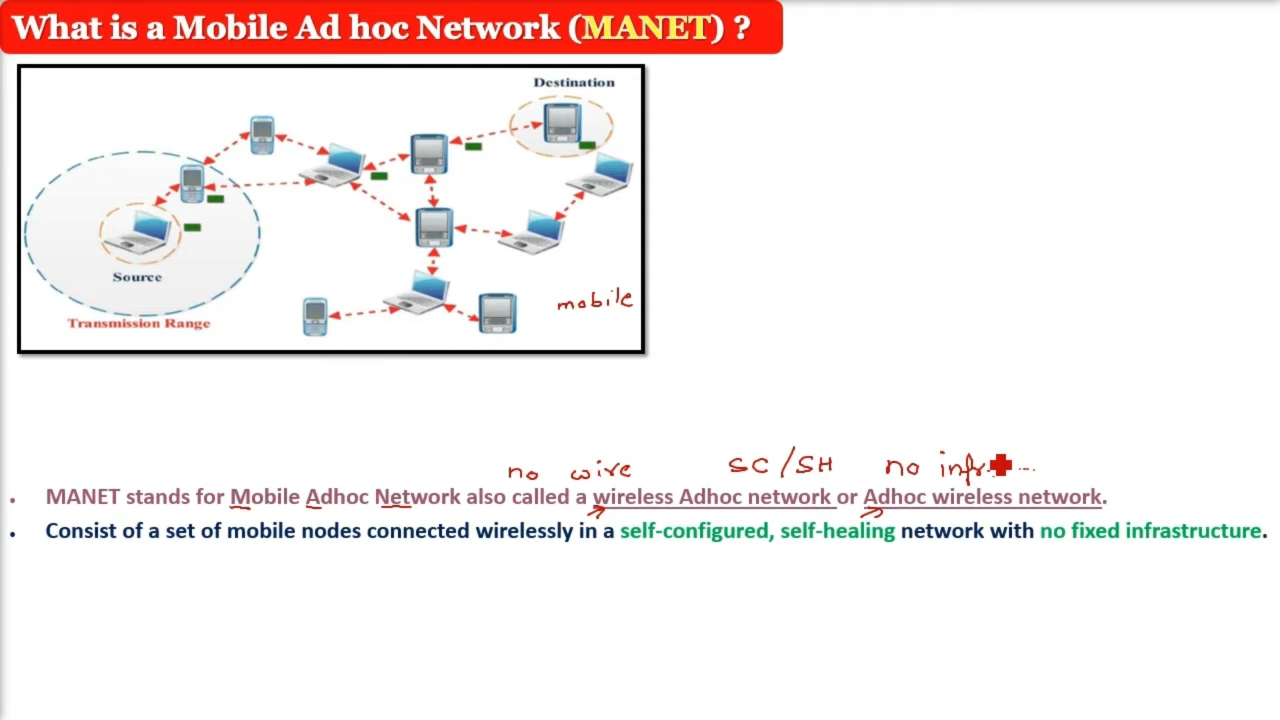 What is a Mobile Ad hoc Network (MANET) ?
Destination
Source
mobile
Transmission Range
no wire SC/SH no infr...
MANET stands for Mobile Adhoc Network also called a wireless Adhoc network or Adhoc wireless network.
Consist of a set of mobile nodes connected wirelessly in a self-configured, self-healing network with no fixed infrastructure.